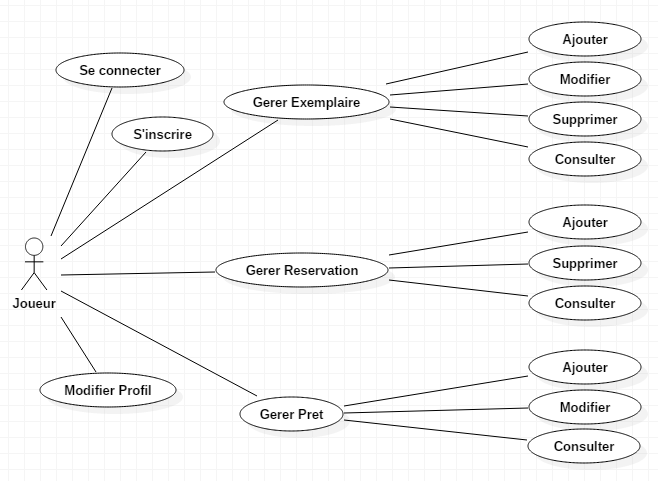 Se connecter
S'inscrire
Gerer Exemplaire
Ajouter
Modifier
Supprimer
Consulter
Joueur
Gerer Reservation
Ajouter
Supprimer
Consulter
Modifier Profil
Gerer Pret
Ajouter
Modifier
Consulter